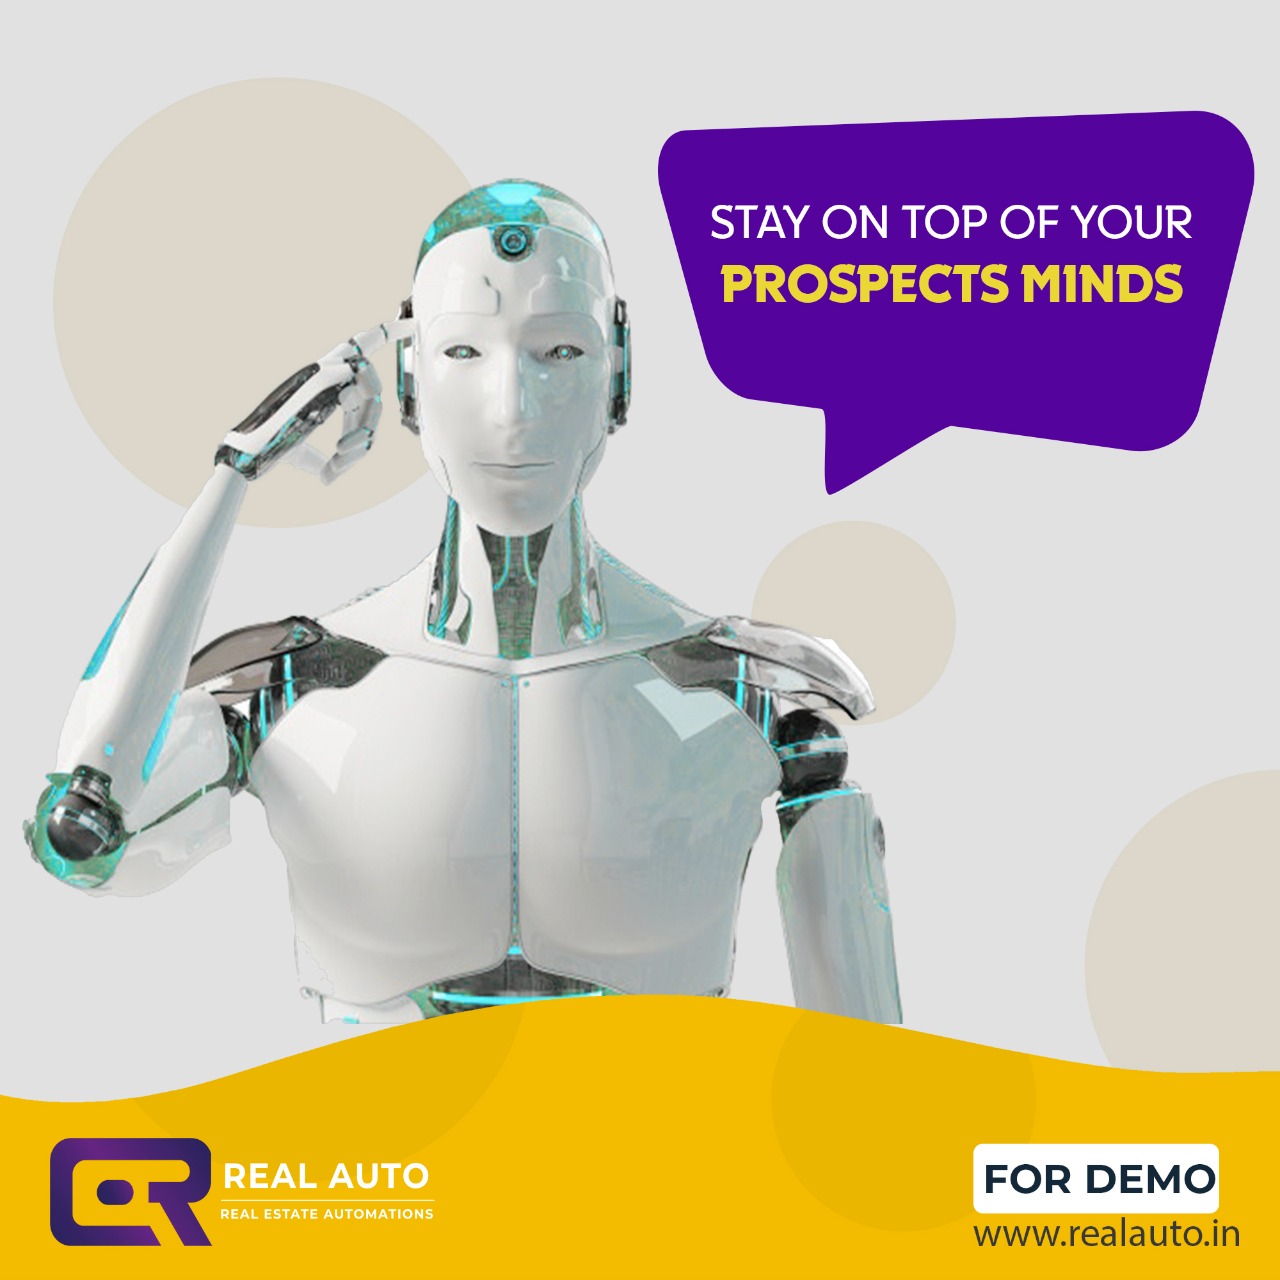 STAY ON TOP OF YOUR
PROSPECTS MINDS
REAL AUTO
REAL ESTATE AUTOMATIONS
FOR DEMO
www.realauto.in